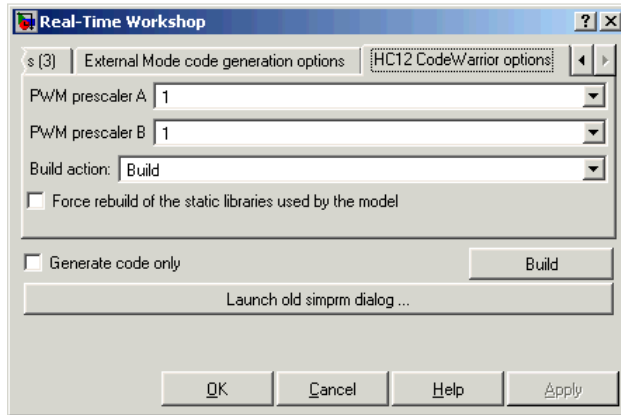 Real-Time Workshop
s (3) External Mode code generation options HC12 CodeWarrior options
PWM prescaler A 1
PWM prescaler B 1
Build action: Build
Force rebuild of the static libraries used by the model
Generate code only Build
Launch old simprm dialog ...
OK Cancel Help Apply